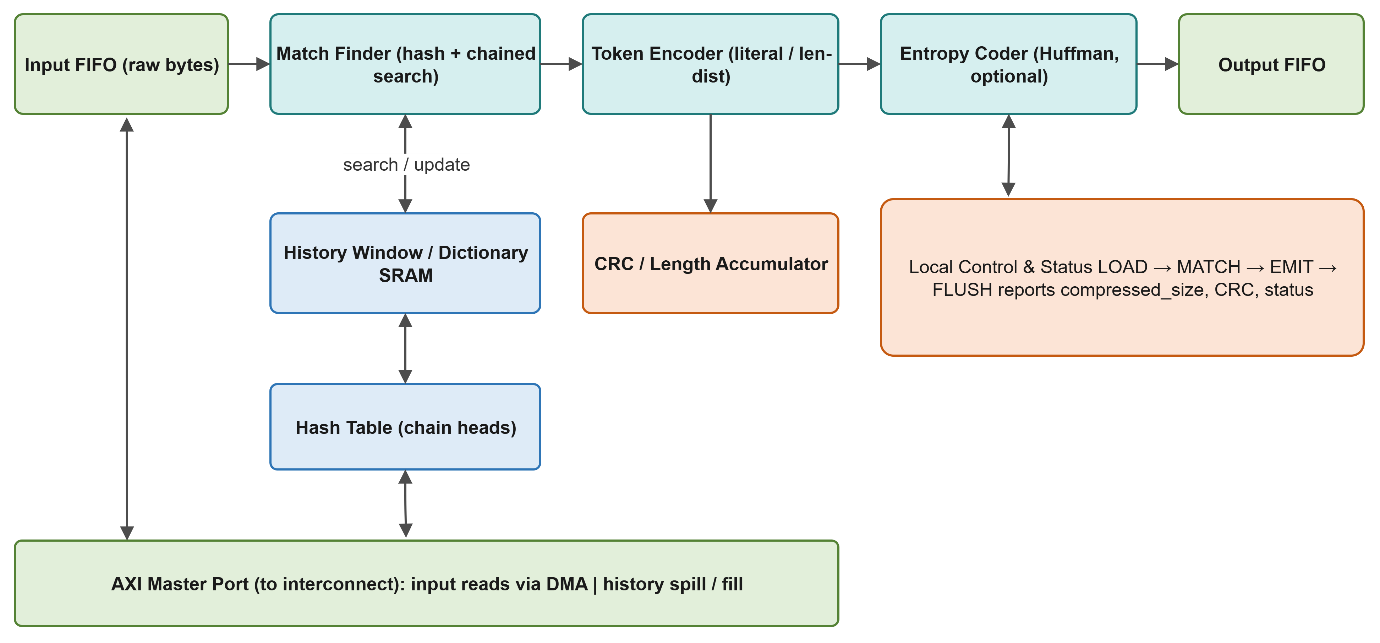 Input FIFO (raw bytes)
Match Finder (hash + chained
search)
Token Encoder (literal / len-
dist)
Entropy Coder (Huffman,
optional)
Output FIFO
search / update
History Window / Dictionary
SRAM
CRC / Length Accumulator
Local Control & Status LOAD → MATCH → EMIT →
FLUSH reports compressed_size, CRC, status
Hash Table (chain heads)
AXI Master Port (to interconnect): input reads via DMA | history spill / fill